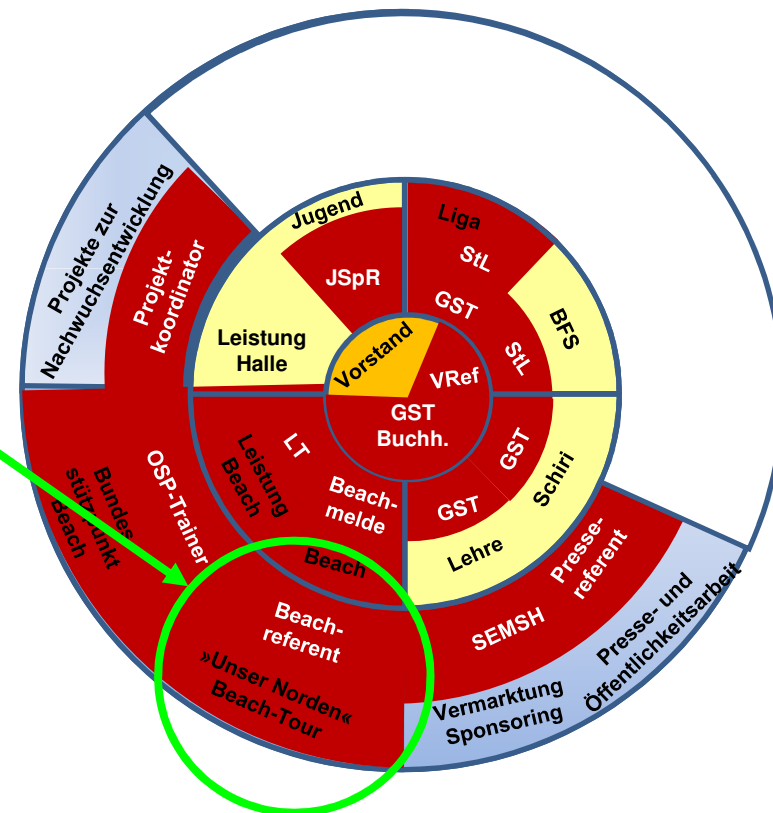 Projekte zur
Nachwuchsentwicklung
Projekt-
koordinator
Jugend
JSpR
Leistung
Halle
Liga
StL
GST
StL
BFS
Vorstand
VRef
GST
Buchh.
LT
Leistung
Beach
Beach-
melde
Beach
GST
Schiri
GST
Lehre
OSP-Trainer
Bundes
stützpunkt
Beach
Beach-
referent
»Unser Norden«
Beach-Tour
Presse-
referent
SEMSH
Presse- und
Öffentlichkeitsarbeit
Vermarktung
Sponsoring